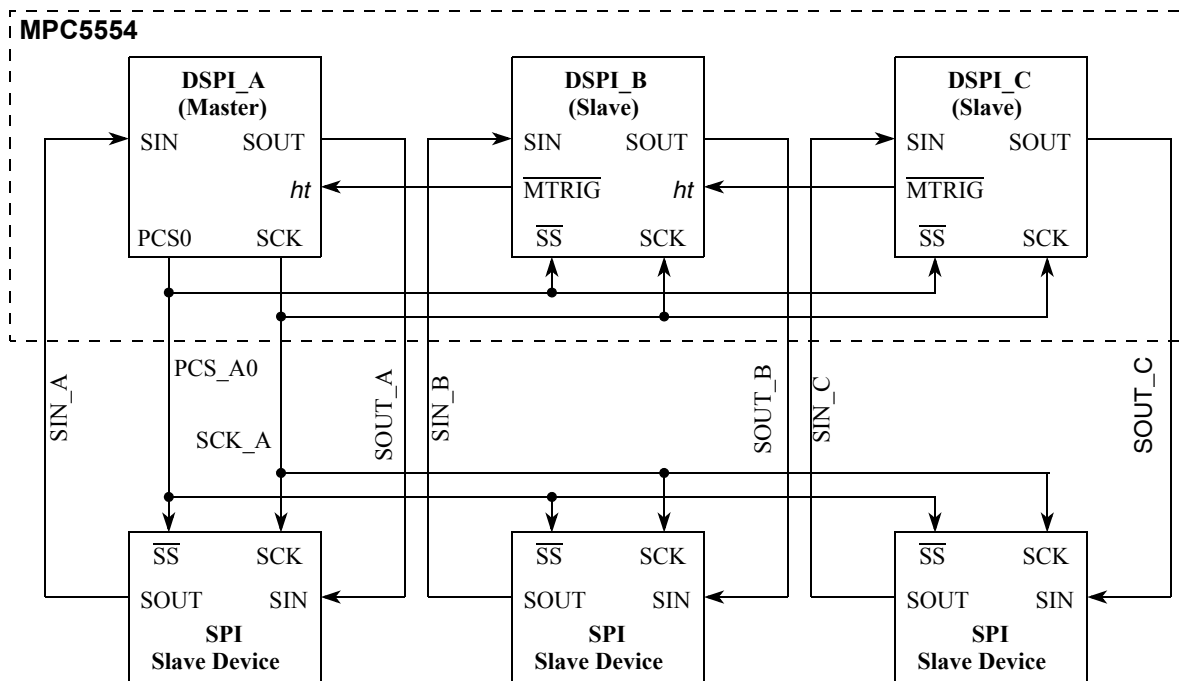 MPC5554
DSPI_A
(Master)
SIN SOUT
ht
PCS0 SCK
DSPI_B
(Slave)
SIN SOUT
MTRIG ht
SS SCK
DSPI_C
(Slave)
SIN SOUT
MTRIG
SS SCK
SIN_A
PCS_A0
SCK_A
SOUT_A
SIN_B
SOUT_B
SIN_C
SOUT_C
SS SCK
SOUT SIN
SPI
Slave Device
SS SCK
SOUT SIN
SPI
Slave Device
SS SCK
SOUT SIN
SPI
Slave Device